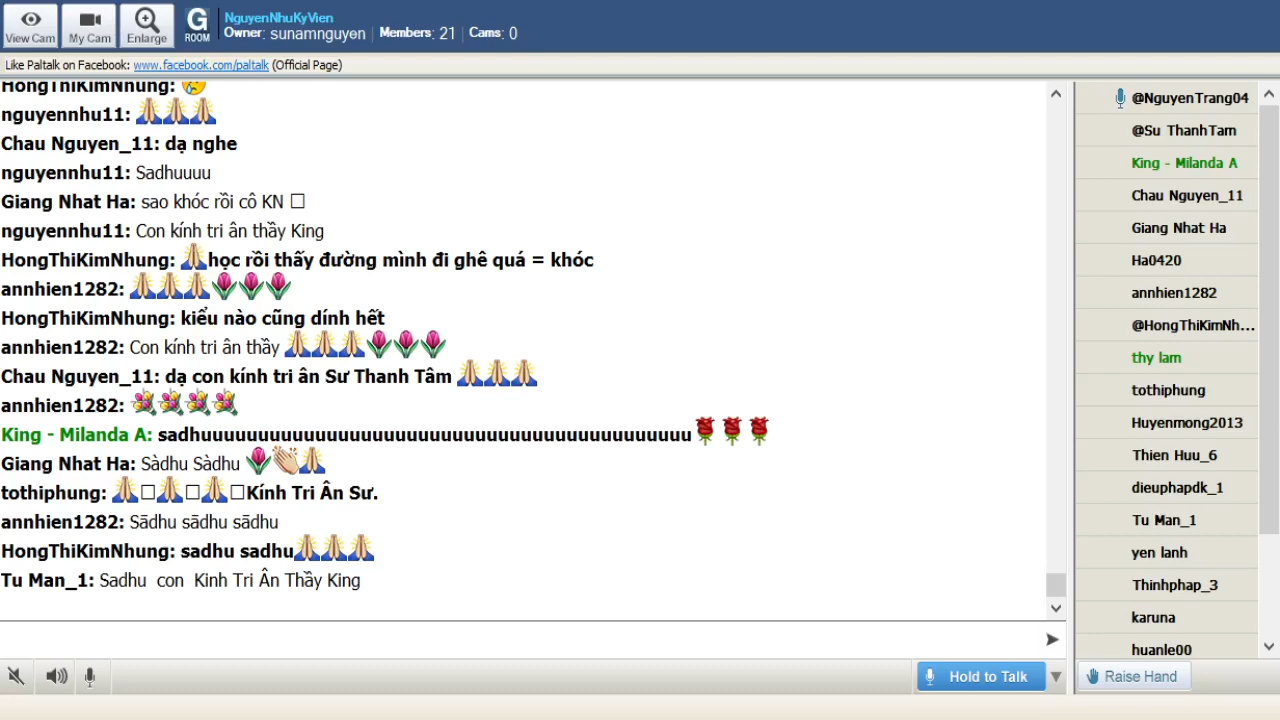 View Cam
My Cam
Enlarge
G
ROOM
NguyenNhuKyVien
Owner: sunamnguyen | Members: 21 | Cams: 0
Like Paltalk on Facebook: www.facebook.com/paltalk (Official Page)
HongThiKimNhung: 😢
nguyennhu11: 🙏🙏🙏
Chau Nguyen_11: dạ nghe
nguyennhu11: Sadhuuuu
Giang Nhat Ha: sao khóc rồi cô KN □
nguyennhu11: Con kính tri ân thầy King
HongThiKimNhung: 🙏học rồi thấy đường mình đi ghê quá = khóc
annhien1282: 🙏🙏🙏🌷🌷🌷
HongThiKimNhung: kiểu nào cũng dính hết
annhien1282: Con kính tri ân thầy 🙏🙏🙏🌷🌷🌷
Chau Nguyen_11: dạ con kính tri ân Sư Thanh Tâm 🙏🙏🙏
annhien1282: 💐💐💐💐
King - Milanda A: sadhuuuuuuuuuuuuuuuuuuuuuuuuuuuuuuuuuuuuuuuuuuu🌹🌹🌹
Giang Nhat Ha: Sàdhu Sàdhu 🌷👏🙏
tothiphung: 🙏□🙏□🙏□Kính Tri Ân Sư.
annhien1282: Sādhu sādhu sādhu
HongThiKimNhung: sadhu sadhu🙏🙏🙏
Tu Man_1: Sadhu con Kinh Tri Ân Thầy King
Hold to Talk
@NguyenTrang04
@Su ThanhTam
King - Milanda A
Chau Nguyen_11
Giang Nhat Ha
Ha0420
annhien1282
@HongThiKimNh...
thy lam
tothiphung
Huyenmong2013
Thien Huu_6
dieuphapdk_1
Tu Man_1
yen lanh
Thinhphap_3
karuna
huanle00
Raise Hand